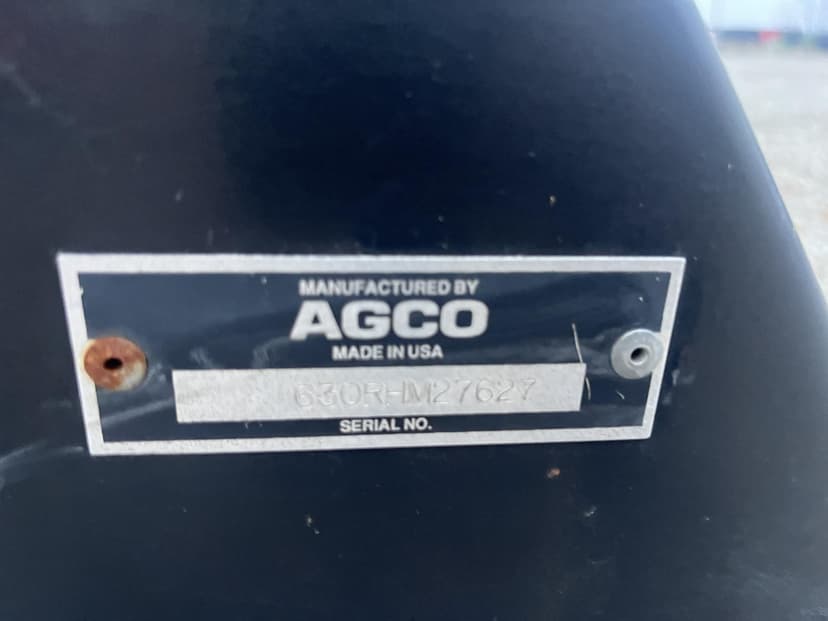 MANUFACTURED BY
AGCO
MADE IN USA
630RHM27627
SERIAL NO.